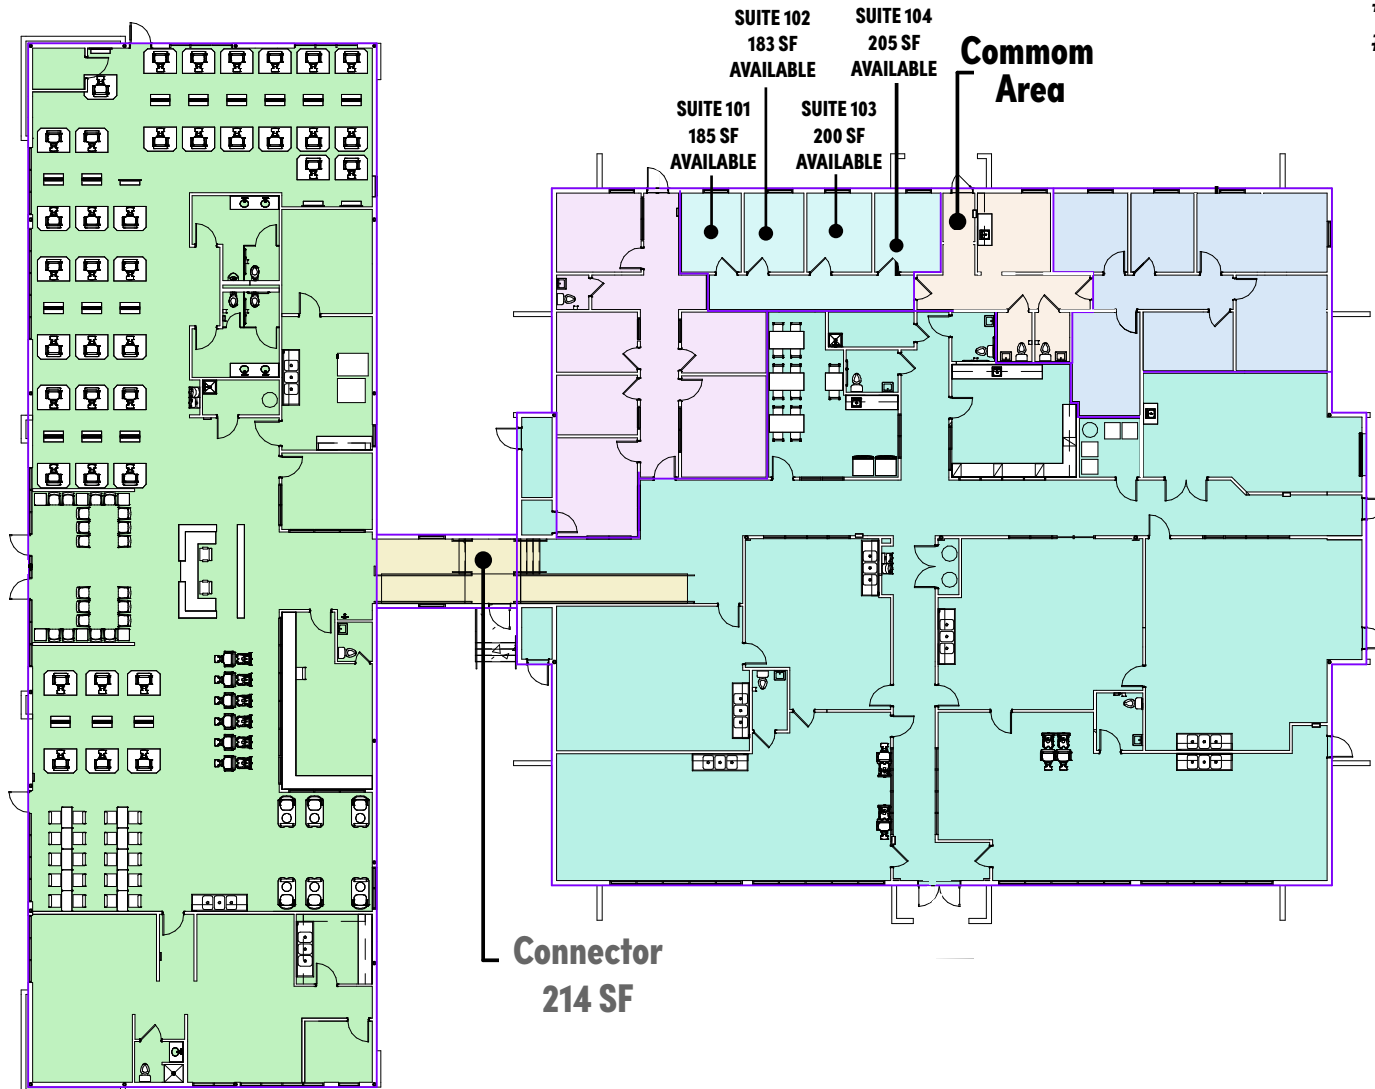 SUITE 102
183 SF
AVAILABLE
SUITE 104
205 SF
AVAILABLE
Commom
Area
SUITE 101
185 SF
AVAILABLE
SUITE 103
200 SF
AVAILABLE
Connector
214 SF